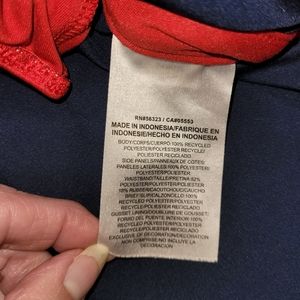 RN#56323 / CA#05553
MADE IN INDONESIA/FABRIQUE EN
INDONESIE/HECHO EN INDONESIA
BODY/CORPS/CUERPO 100% RECYCLED
POLYESTER/POLYESTER RECYCLE/
POLIESTER RECICLADO
SIDE PANELS/PANNEAUX DE COTES/
PANELES LATERALES 100% POLYESTER/
POLYESTER/POLIESTER
WAISTBAND/TAILLE/PRETINA 82%
POLYESTER/POLYESTER/POLIESTER
18% RUBBER/CAOUTCHOUC/CAUCHO
BRIEF/SLIP/CALZONCILLO 100%
RECYCLED POLYESTER/POLYESTER
RECYCLE/POLIESTER RECICLADO
GUSSET LINING/DOUBLURE DE GOUSSET/
FORRO DEL FUERTE INTERIOR 100%
RECYCLED POLYESTER/POLYESTER
RECYCLE/POLIESTER RECICLADO
EXCLUSIVE OF DECORATION/DECORATION
NON COMPRISE/NO INCLUYE LA
DECORACION